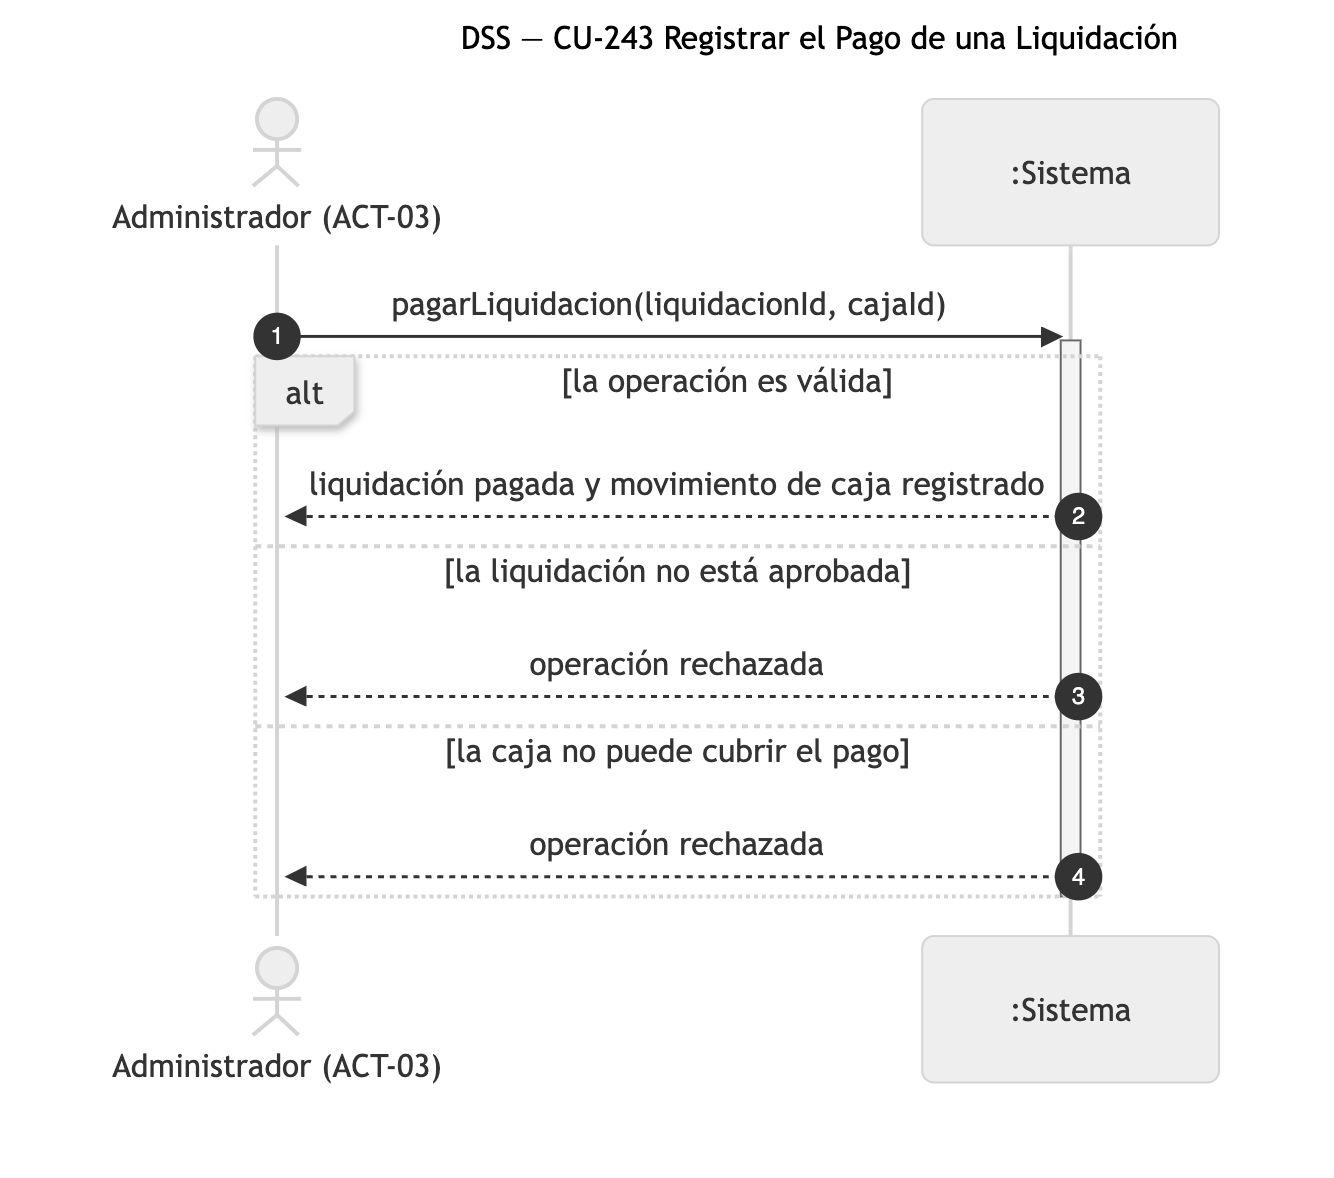 DSS — CU-243 Registrar el Pago de una Liquidación
Administrador (ACT-03)
:Sistema
pagarLiquidacion(liquidacionId, cajaId)
1
alt
[la operación es válida]
liquidación pagada y movimiento de caja registrado
2
[la liquidación no está aprobada]
operación rechazada
3
[la caja no puede cubrir el pago]
operación rechazada
4
:Sistema
Administrador (ACT-03)